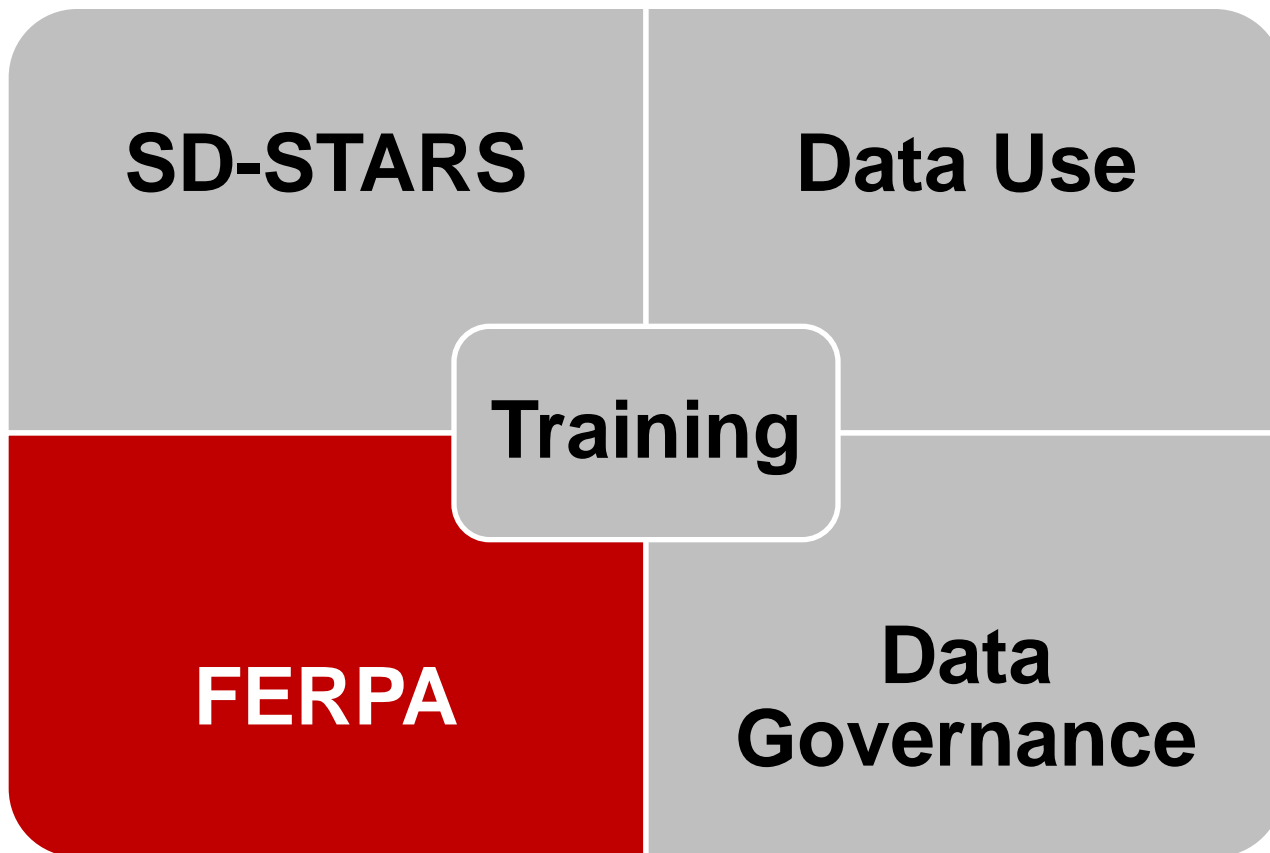 SD-STARS
Data Use
Training
FERPA
Data
Governance